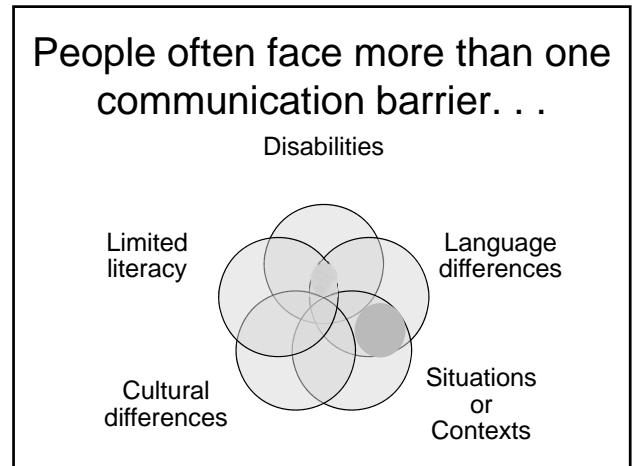 People often face more than one
communication barrier. . .
Disabilities
Limited
literacy
Language
differences
Cultural
differences
Situations
or
Contexts